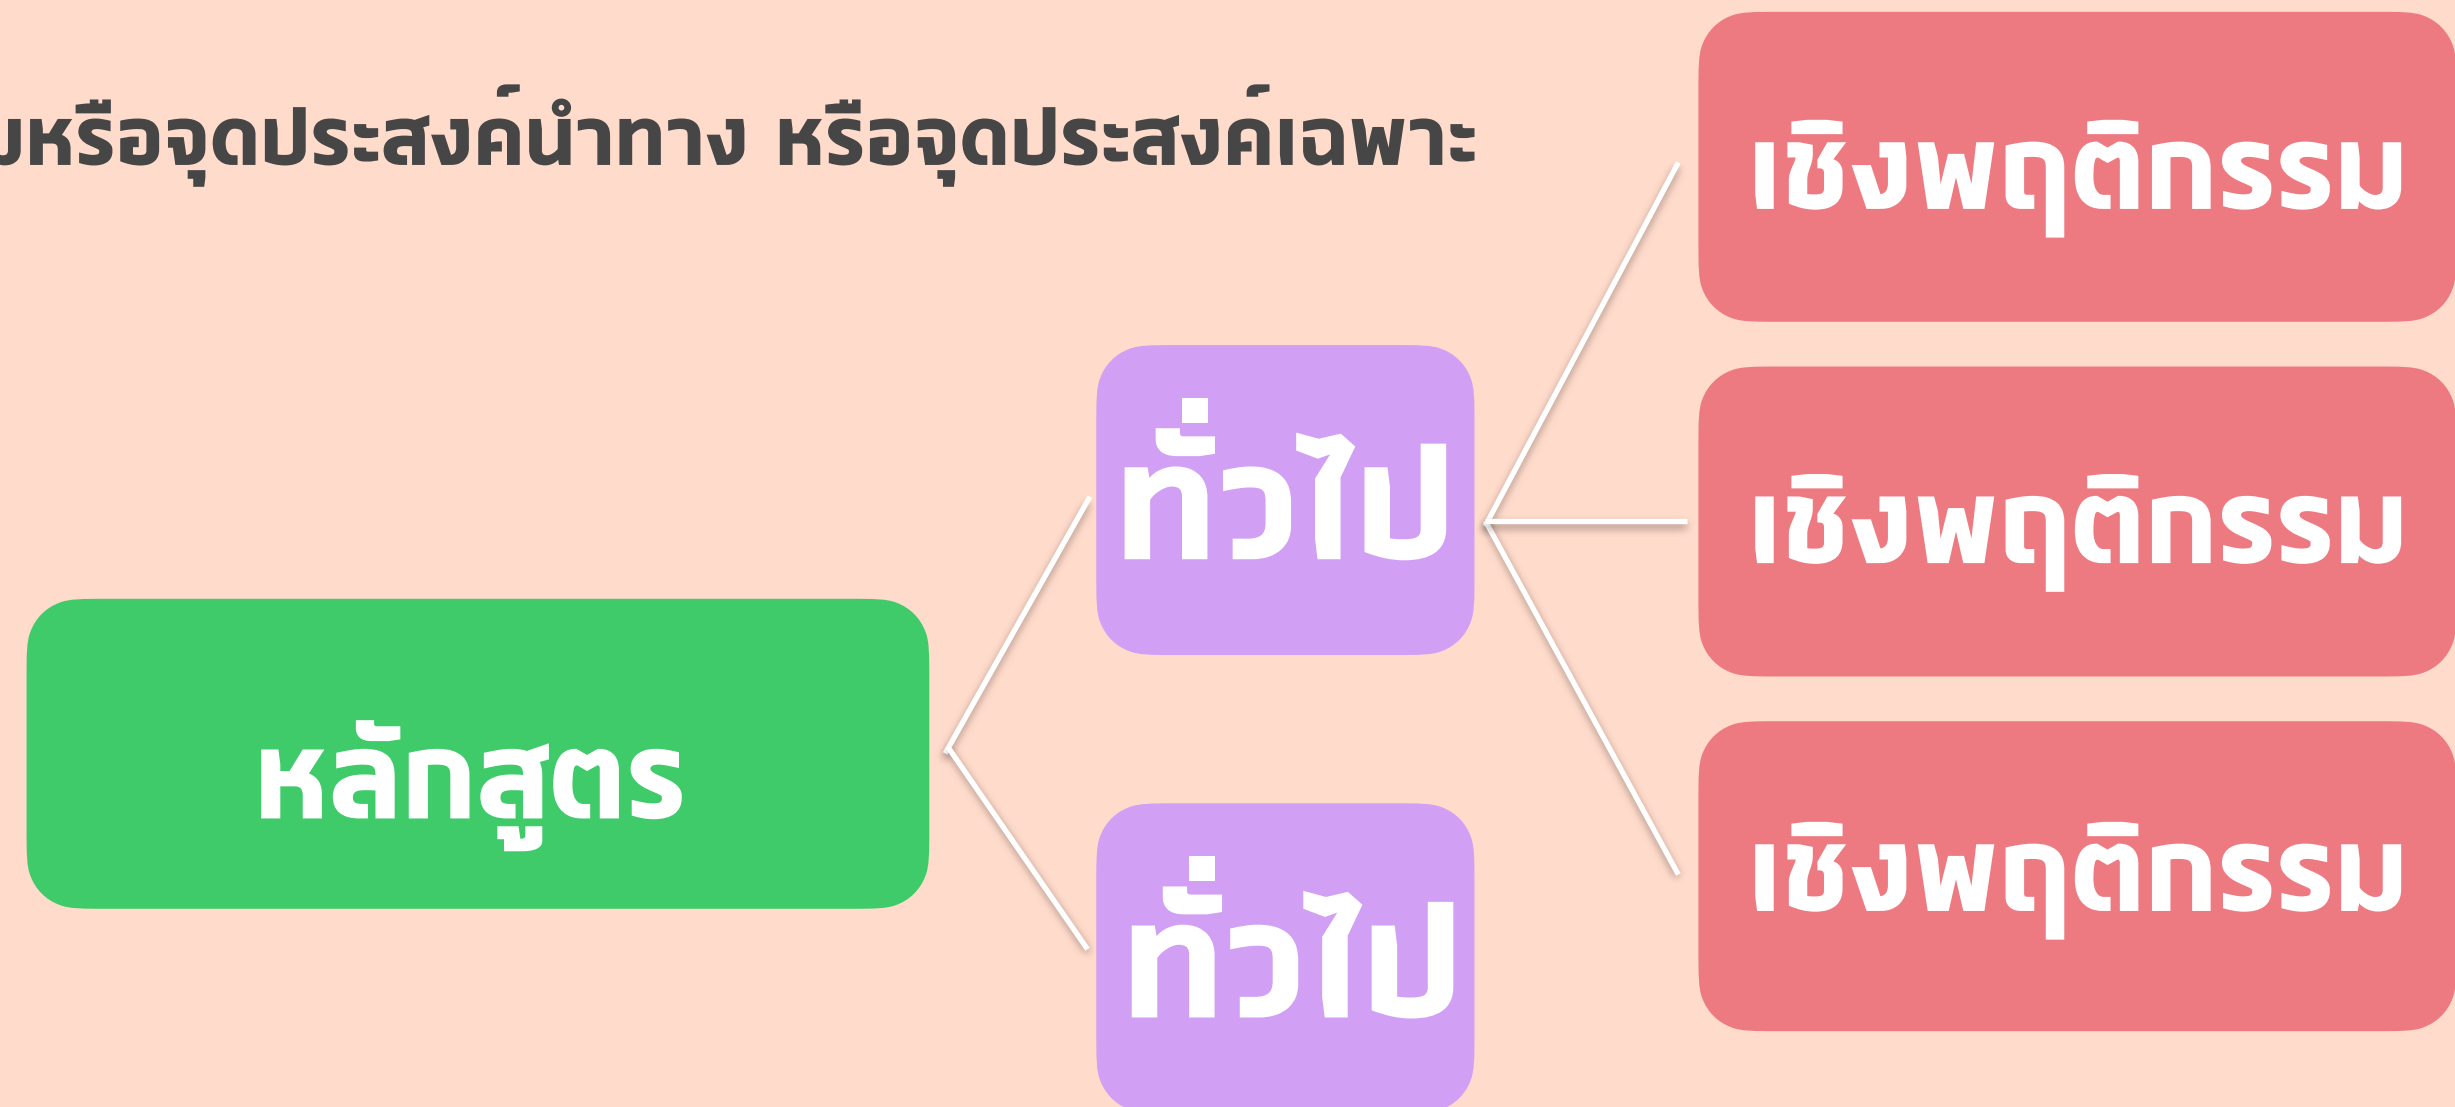 หรือจุดประสงค์นำทาง หรือจุดประสงค์เฉพาะ
เชิงพฤติกรรม
ทั่วไป
เชิงพฤติกรรม
หลักสูตร
ทั่วไป
เชิงพฤติกรรม